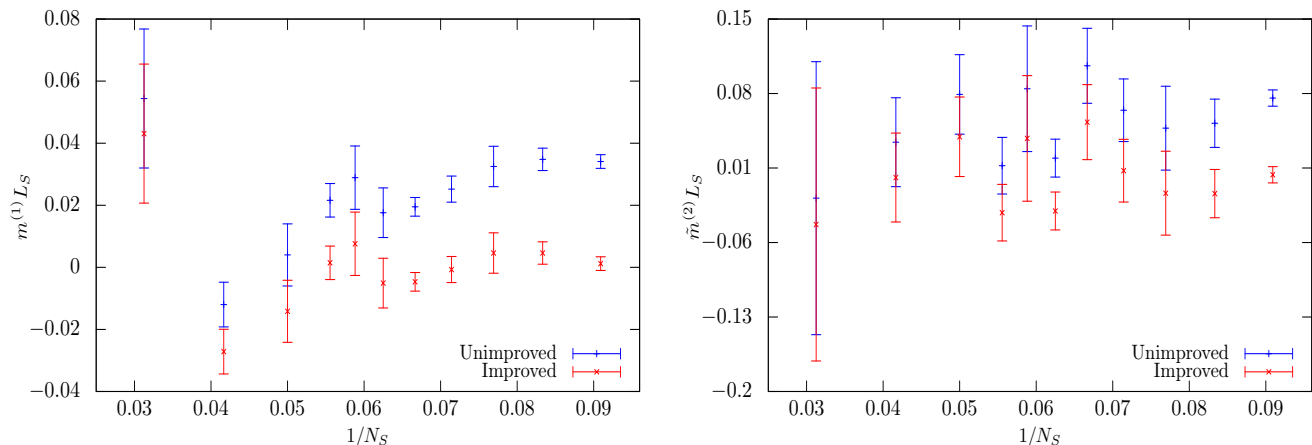 0.08
0.06
0.04
0.02
0
−0.02
−0.04
m^{(1)}L_S
0.03 0.04 0.05 0.06 0.07 0.08 0.09
1/N_S
Unimproved
Improved
0.15
0.08
0.01
−0.06
−0.13
−0.2
m̃^{(2)}L_S
0.03 0.04 0.05 0.06 0.07 0.08 0.09
1/N_S
Unimproved
Improved